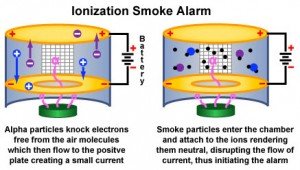 Ionization Smoke Alarm
Battery
+
+
-
-
+
-
+
-
+
+
-
-
+
-
Alpha particles knock electrons
free from the air molecules
which then flow to the positve
plate creating a small current
Smoke particles enter the chamber
and attach to the ions rendering
them neutral, disrupting the flow of
current, thus initiating the alarm